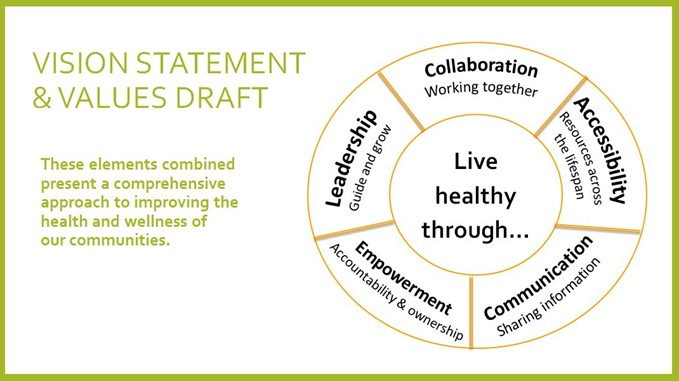 VISION STATEMENT
& VALUES DRAFT
These elements combined
present a comprehensive
approach to improving the
health and wellness of
our communities.
Live
healthy
through...
Collaboration
Working together
Accessibility
Resources across
the lifespan
Communication
Sharing information
Empowerment
Accountability & ownership
Leadership
Guide and grow